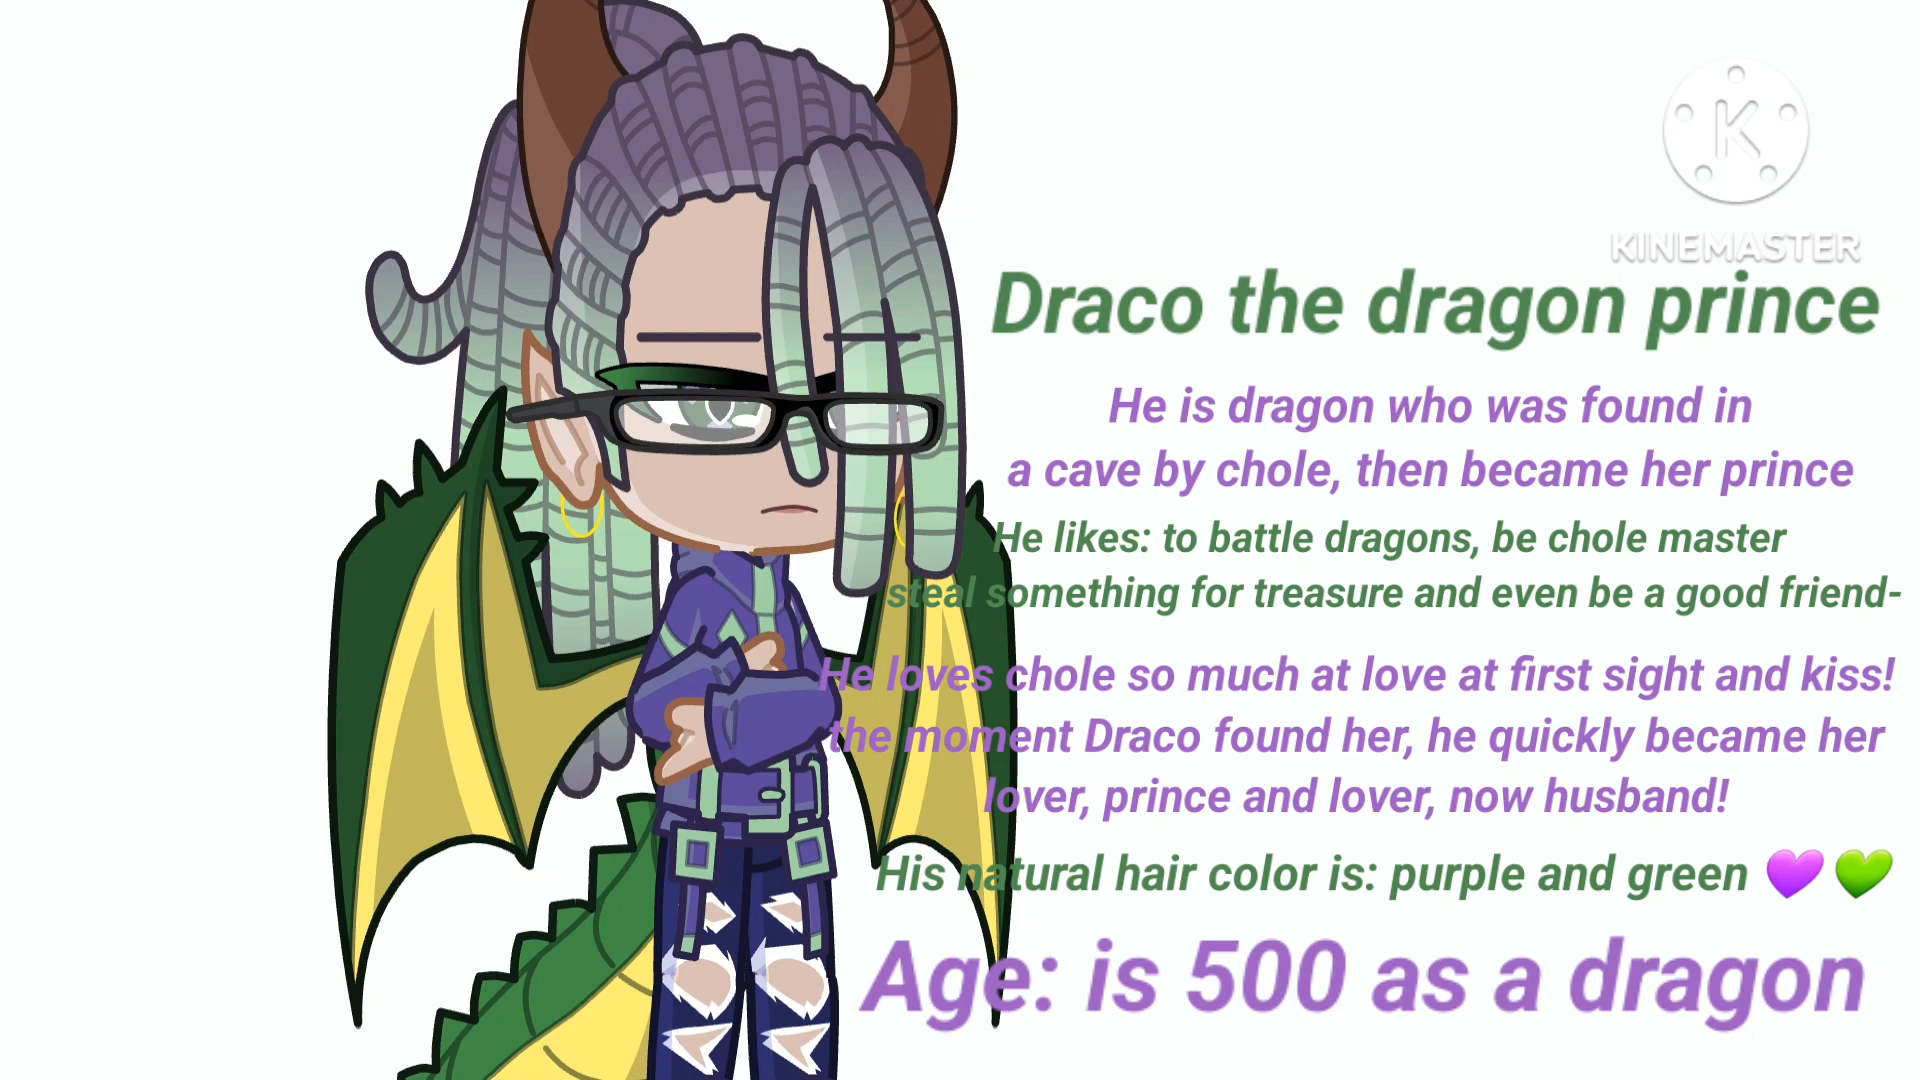 K
KINEMASTER
Draco the dragon prince
He is dragon who was found in
a cave by chole, then became her prince
He likes: to battle dragons, be chole master
steal something for treasure and even be a good friend-
He loves chole so much at love at first sight and kiss!
the moment Draco found her, he quickly became her
lover, prince and lover, now husband!
His natural hair color is: purple and green 💜💚
Age: is 500 as a dragon